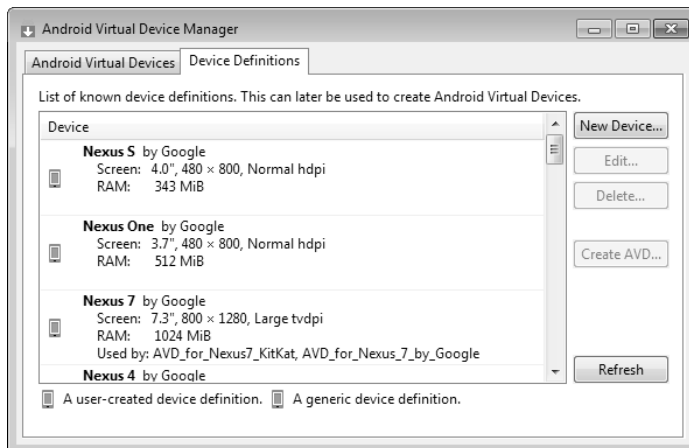 Android Virtual Device Manager
Android Virtual Devices
Device Definitions
List of known device definitions. This can later be used to create Android Virtual Devices.
Device
Nexus S by Google
Screen: 4.0", 480 × 800, Normal hdpi
RAM: 343 MiB
Nexus One by Google
Screen: 3.7", 480 × 800, Normal hdpi
RAM: 512 MiB
Nexus 7 by Google
Screen: 7.3", 800 × 1280, Large tvdpi
RAM: 1024 MiB
Used by: AVD_for_Nexus7_KitKat, AVD_for_Nexus_7_by_Google
Nexus 4 by Google
New Device...
Edit...
Delete...
Create AVD...
Refresh
A user-created device definition. A generic device definition.